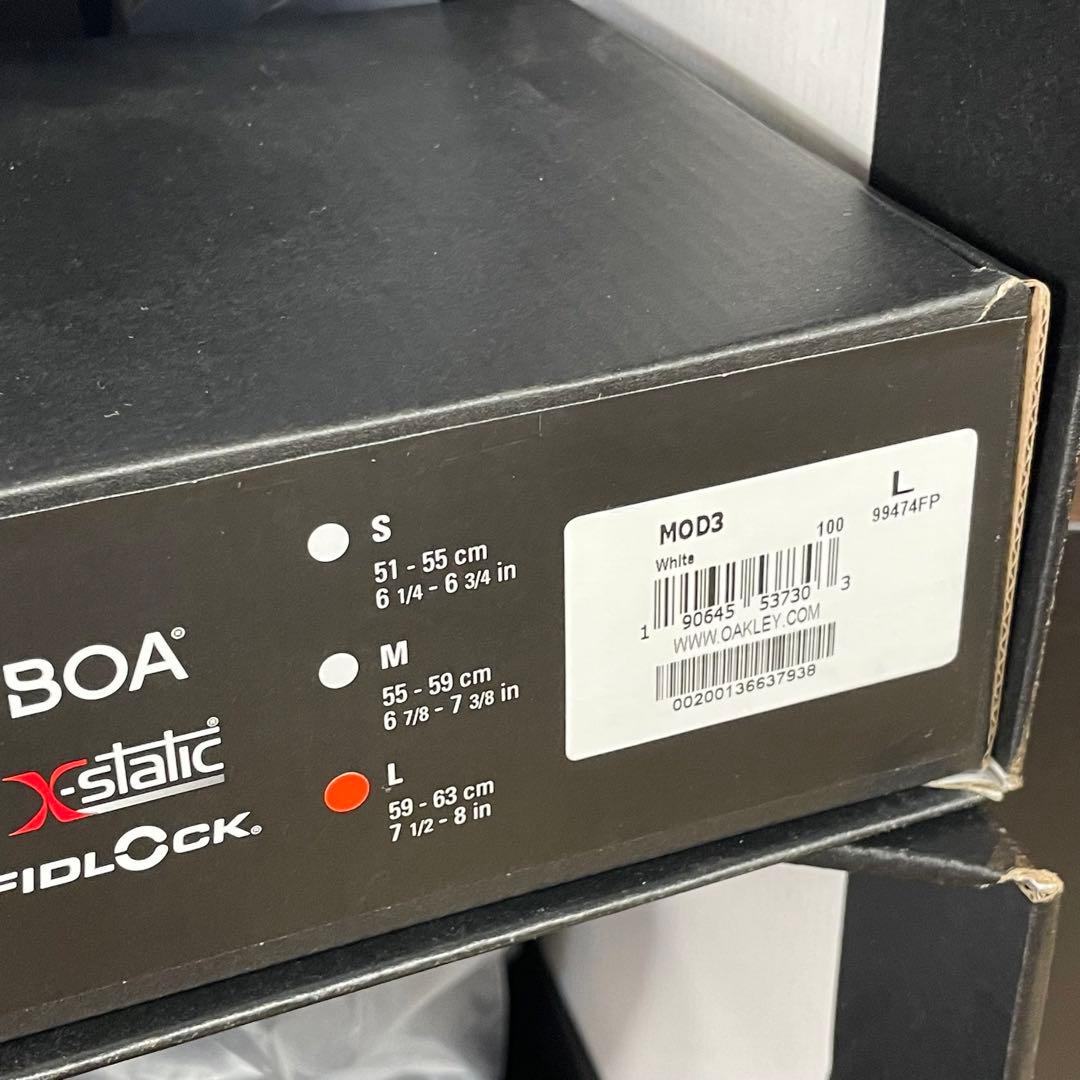 BOA®
X-static®
FIDLOCK®
S
51 - 55 cm
6 1/4 - 6 3/4 in
M
55 - 59 cm
6 7/8 - 7 3/8 in
L
59 - 63 cm
7 1/2 - 8 in
MOD3
100
L
99474FP
White
1 90645 53730 3
WWW.OAKLEY.COM
00200136637938